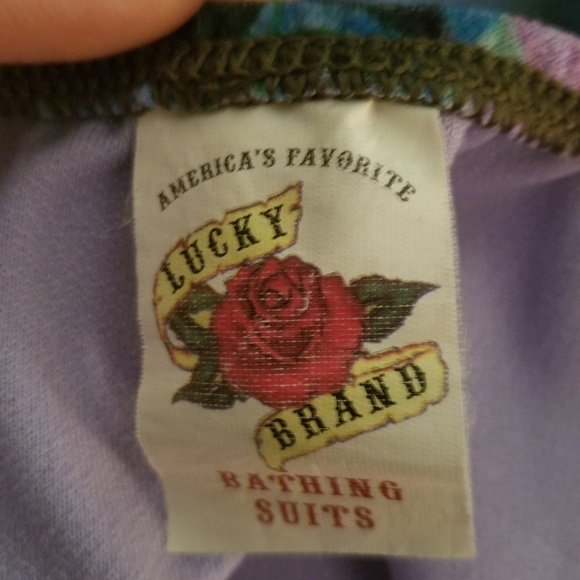 AMERICA'S FAVORITE
LUCKY
BRAND
BATHING
SUITS